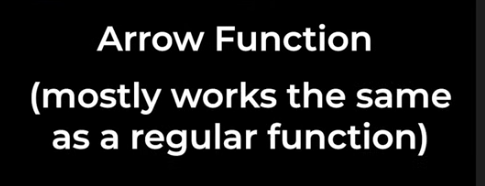 Arrow Function
(mostly works the same
as a regular function)